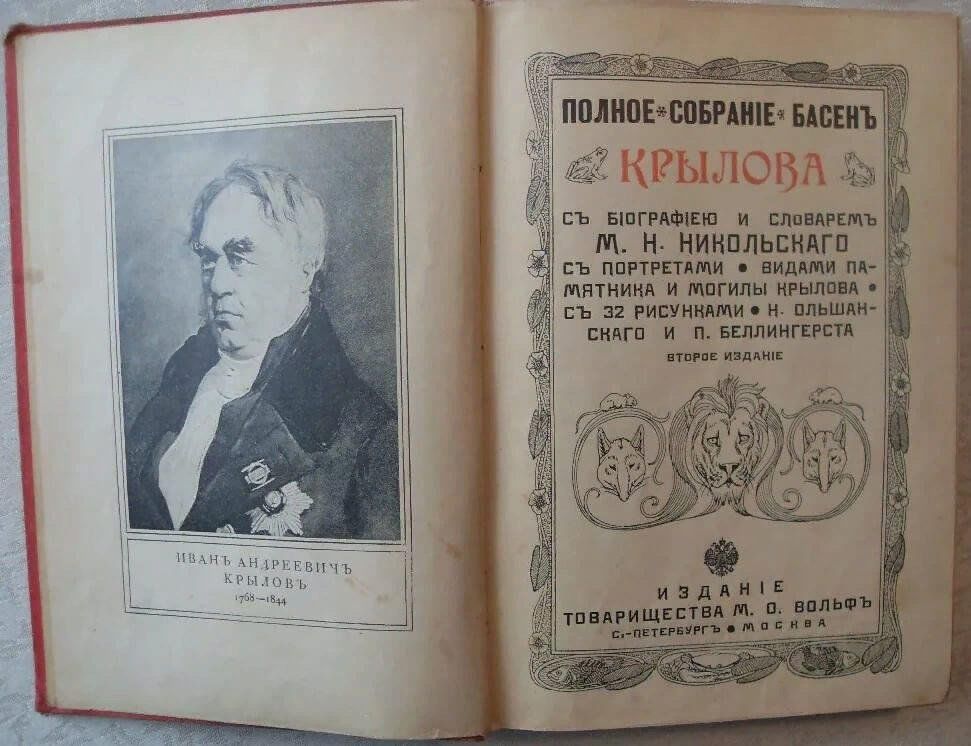 ИВАНЪ АНДРЕЕВИЧЪ
КРЫЛОВЪ
1768—1844
ПОЛНОЕ * СОБРАНІЕ * БАСЕНЪ
КРЫЛОВА
СЪ БІОГРАФІЕЮ И СЛОВАРЕМЪ
М. Н. НИКОЛЬСКАГО
СЪ ПОРТРЕТАМИ • ВИДАМИ ПА-
МЯТНИКА И МОГИЛЫ КРЫЛОВА •
СЪ 32 РИСУНКАМИ • Н. ОЛЬШАН-
СКАГО И П. БЕЛЛИНГЕРСТА
ВТОРОЕ ИЗДАНІЕ
ИЗДАНІЕ
ТОВАРИЩЕСТВА М. О. ВОЛЬФЪ
С.-ПЕТЕРБУРГЪ • МОСКВА